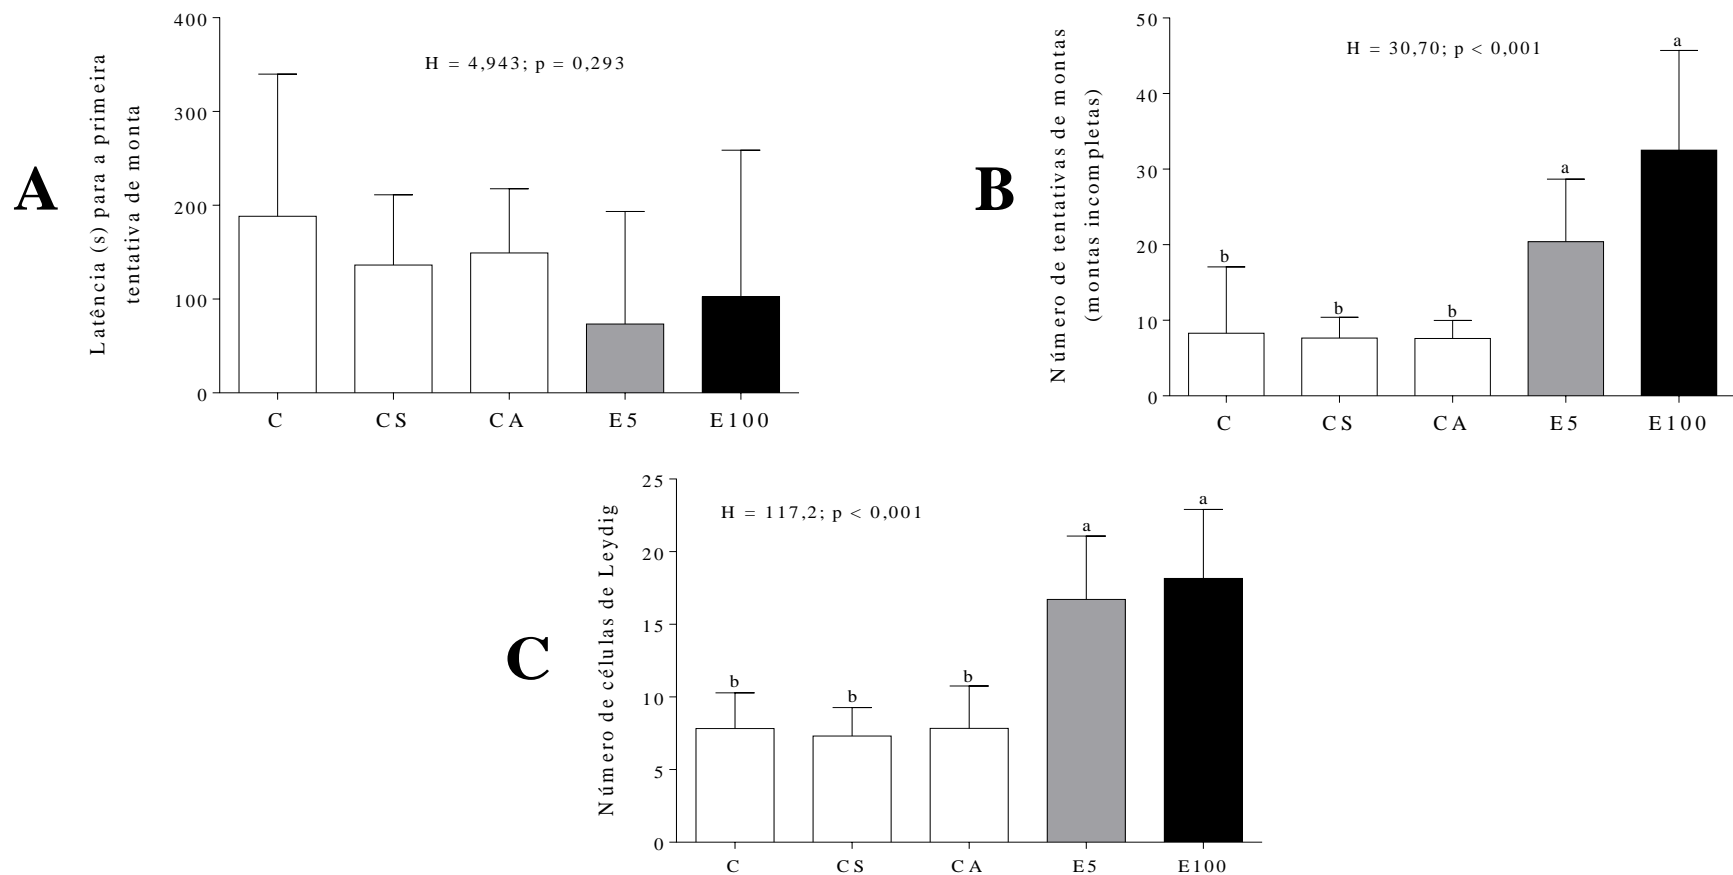 A
Latência (s) para a primeira
tentativa de monta
400
300
200
100
0
H = 4,943; p = 0,293
C CS CA E5 E100
B
Número de tentativas de montas
(montas incompletas)
50
40
30
20
10
0
H = 30,70; p < 0,001
b b b a a
C CS CA E5 E100
C
Número de células de Leydig
25
20
15
10
5
0
H = 117,2; p < 0,001
b b b a a
C CS CA E5 E100